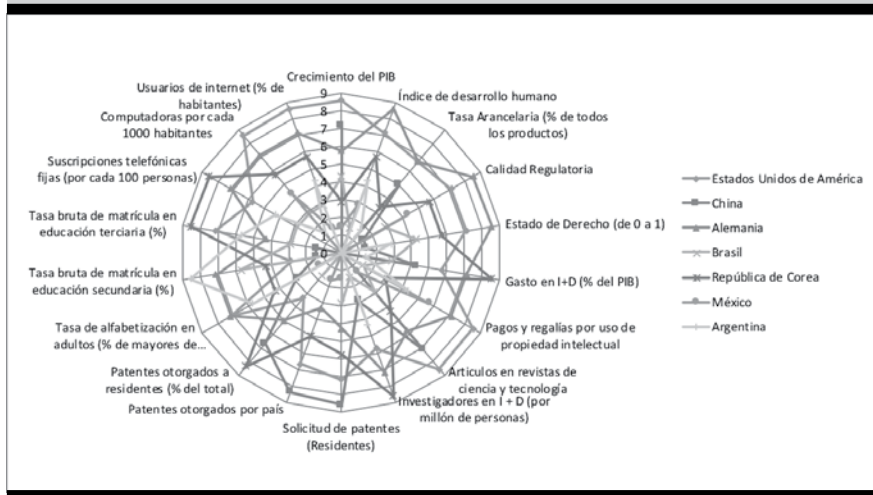 Crecimiento del PIB
Usuarios de internet (% de
habitantes)
Índice de desarrollo humano
Computadoras por cada
1000 habitantes
Tasa Arancelaria (% de todos
los productos)
Suscripciones telefónicas
fijas (por cada 100 personas)
Calidad Regulatoria
Tasa bruta de matrícula en
educación terciaria (%)
Estado de Derecho (de 0 a 1)
Tasa bruta de matrícula en
educación secundaria (%)
Gasto en I+D (% del PIB)
Tasa de alfabetización en
adultos (% de mayores de...
Pagos y regalías por uso de
propiedad intelectual
Patentes otorgados a
residentes (% del total)
Articulos en revistas de
ciencia y tecnología
Patentes otorgados por país
Investigadores en I + D (por
millón de personas)
Solicitud de patentes
(Residentes)
9
8
7
6
5
4
3
2
1
0
Estados Unidos de América
China
Alemania
Brasil
República de Corea
México
Argentina